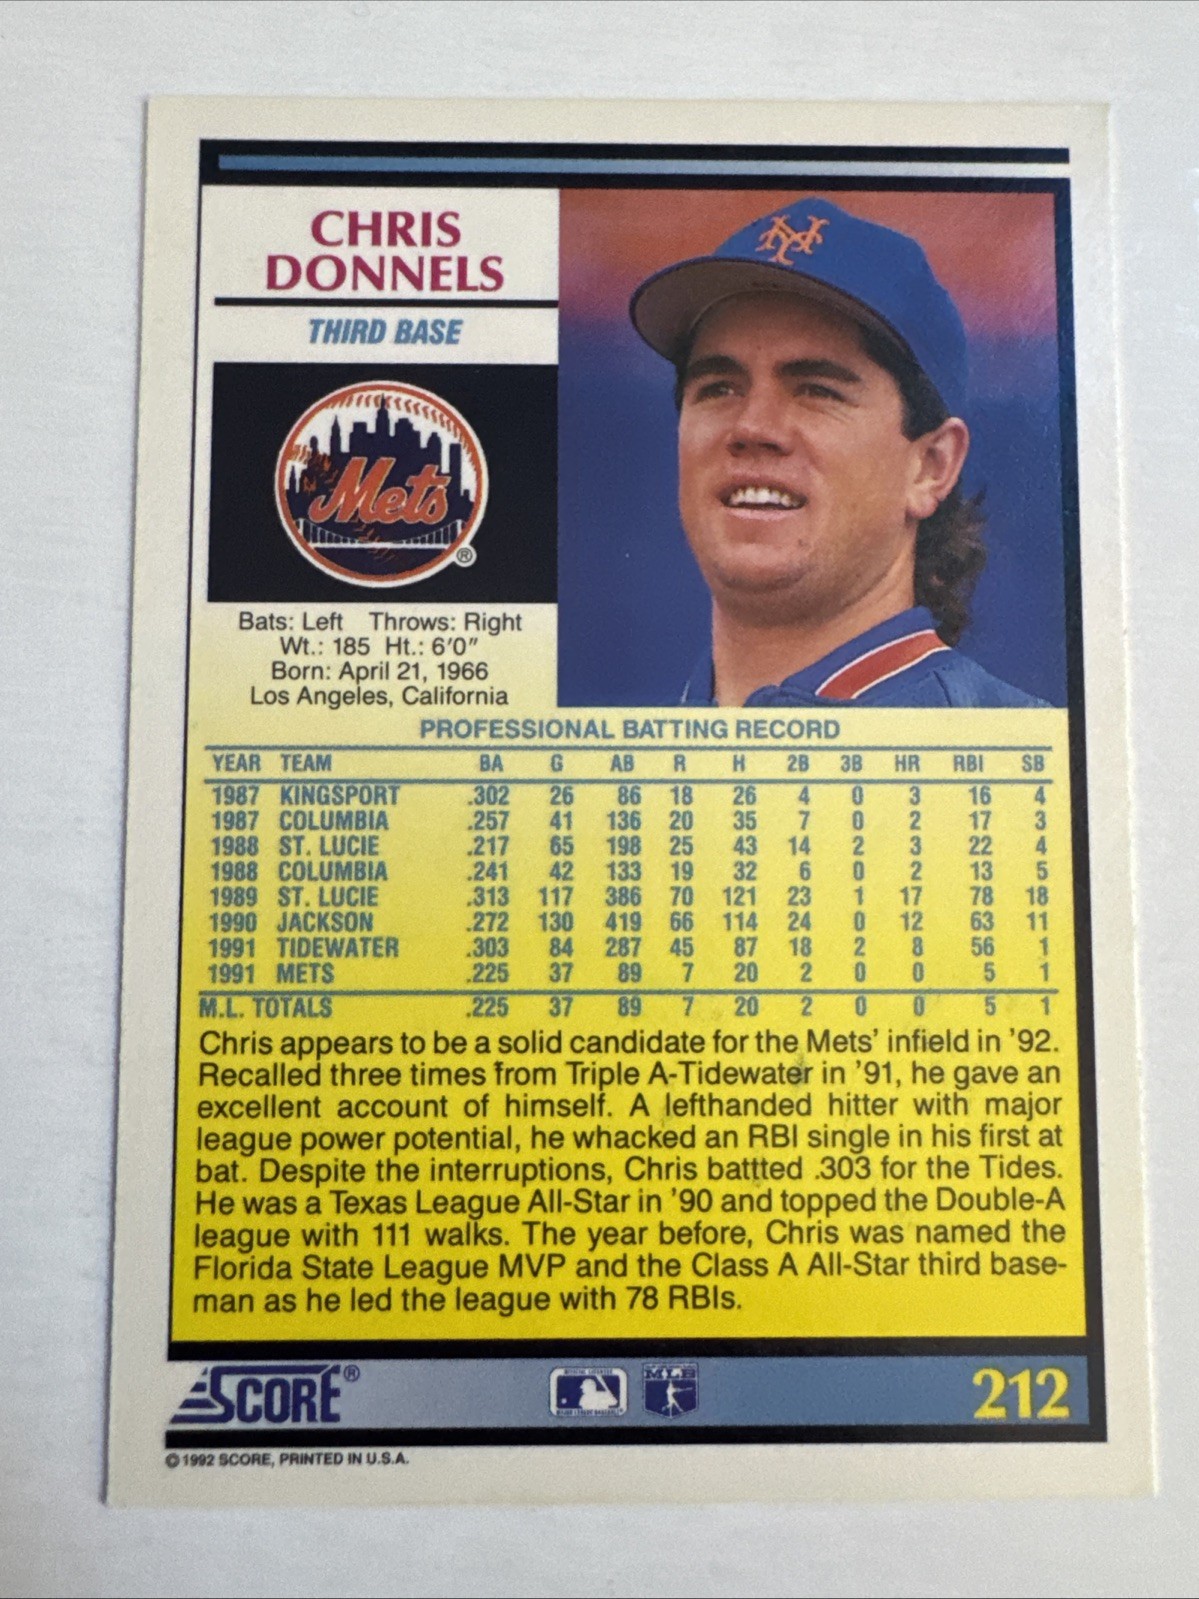 CHRIS
DONNELS
THIRD BASE
Mets
®
Bats: Left Throws: Right
Wt.: 185 Ht.: 6'0"
Born: April 21, 1966
Los Angeles, California
PROFESSIONAL BATTING RECORD
YEAR TEAM BA G AB R H 2B 3B HR RBI SB
1987 KINGSPORT .302 26 86 18 26 4 0 3 16 4
1987 COLUMBIA .257 41 136 20 35 7 0 2 17 3
1988 ST. LUCIE .217 65 198 25 43 14 2 3 22 4
1988 COLUMBIA .241 42 133 19 32 6 0 2 13 5
1989 ST. LUCIE .313 117 386 70 121 23 1 17 78 18
1990 JACKSON .272 130 419 66 114 24 0 12 63 11
1991 TIDEWATER .303 84 287 45 87 18 2 8 56 1
1991 METS .225 37 89 7 20 2 0 0 5 1
M.L. TOTALS .225 37 89 7 20 2 0 0 5 1
Chris appears to be a solid candidate for the Mets' infield in '92.
Recalled three times from Triple A-Tidewater in '91, he gave an
excellent account of himself. A lefthanded hitter with major
league power potential, he whacked an RBI single in his first at
bat. Despite the interruptions, Chris battted .303 for the Tides.
He was a Texas League All-Star in '90 and topped the Double-A
league with 111 walks. The year before, Chris was named the
Florida State League MVP and the Class A All-Star third base-
man as he led the league with 78 RBIs.
SCORE® MLB 212
© 1992 SCORE, PRINTED IN U.S.A.